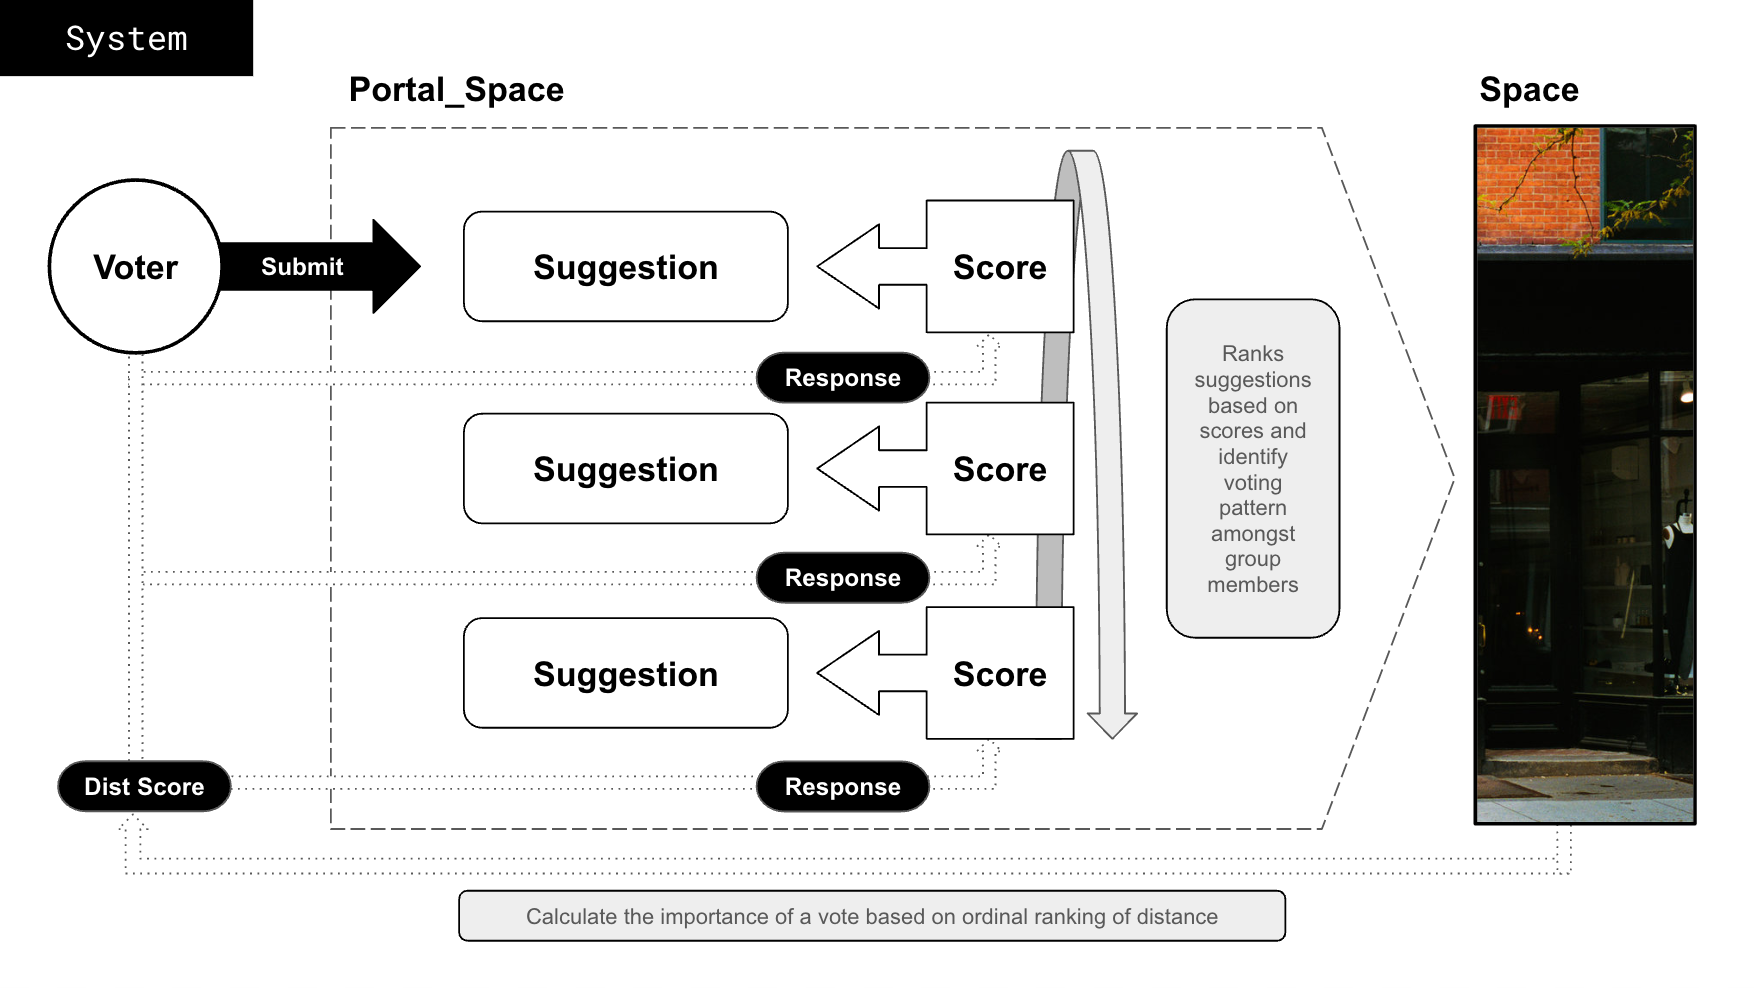 System
Portal_Space
Space
Voter
Submit
Suggestion
Score
Response
Suggestion
Score
Response
Suggestion
Score
Dist Score
Response
Ranks
suggestions
based on
scores and
identify
voting
pattern
amongst
group
members
Calculate the importance of a vote based on ordinal ranking of distance